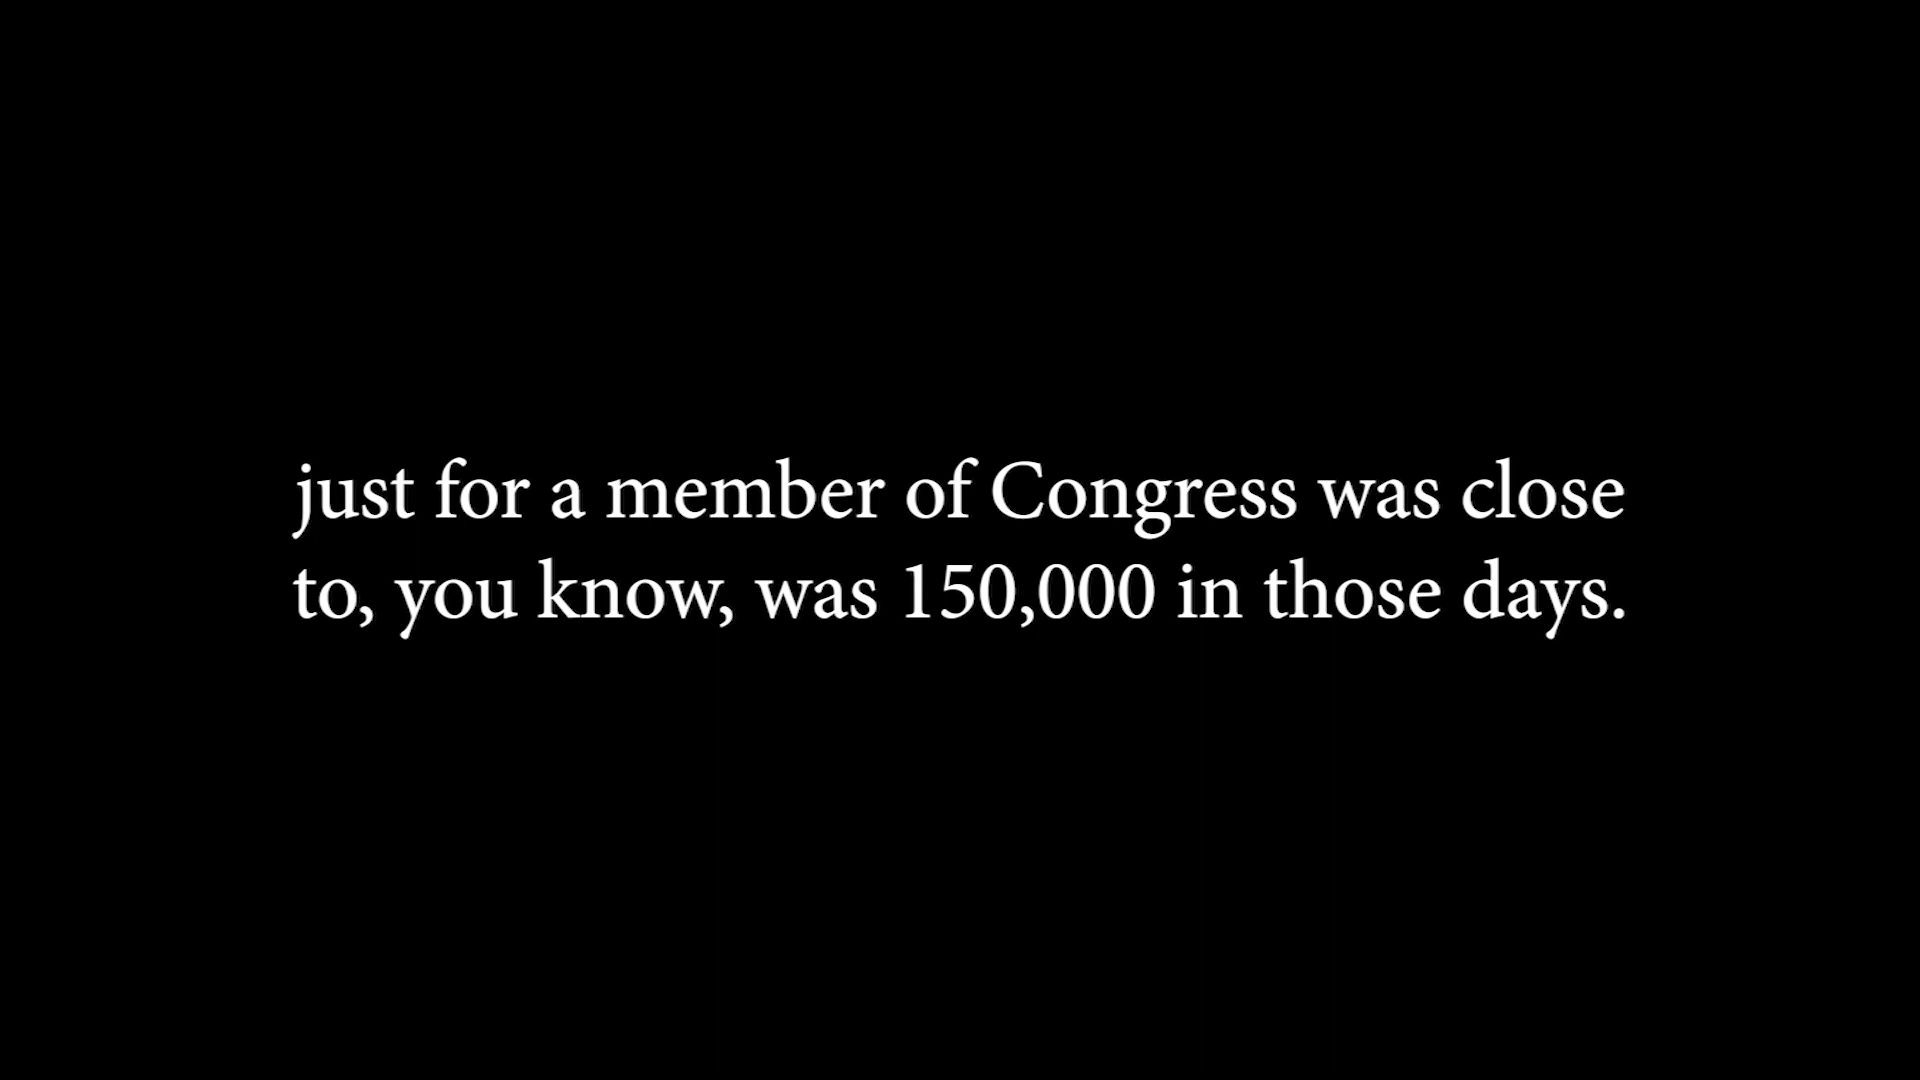 just for a member of Congress was close
to, you know, was 150,000 in those days.